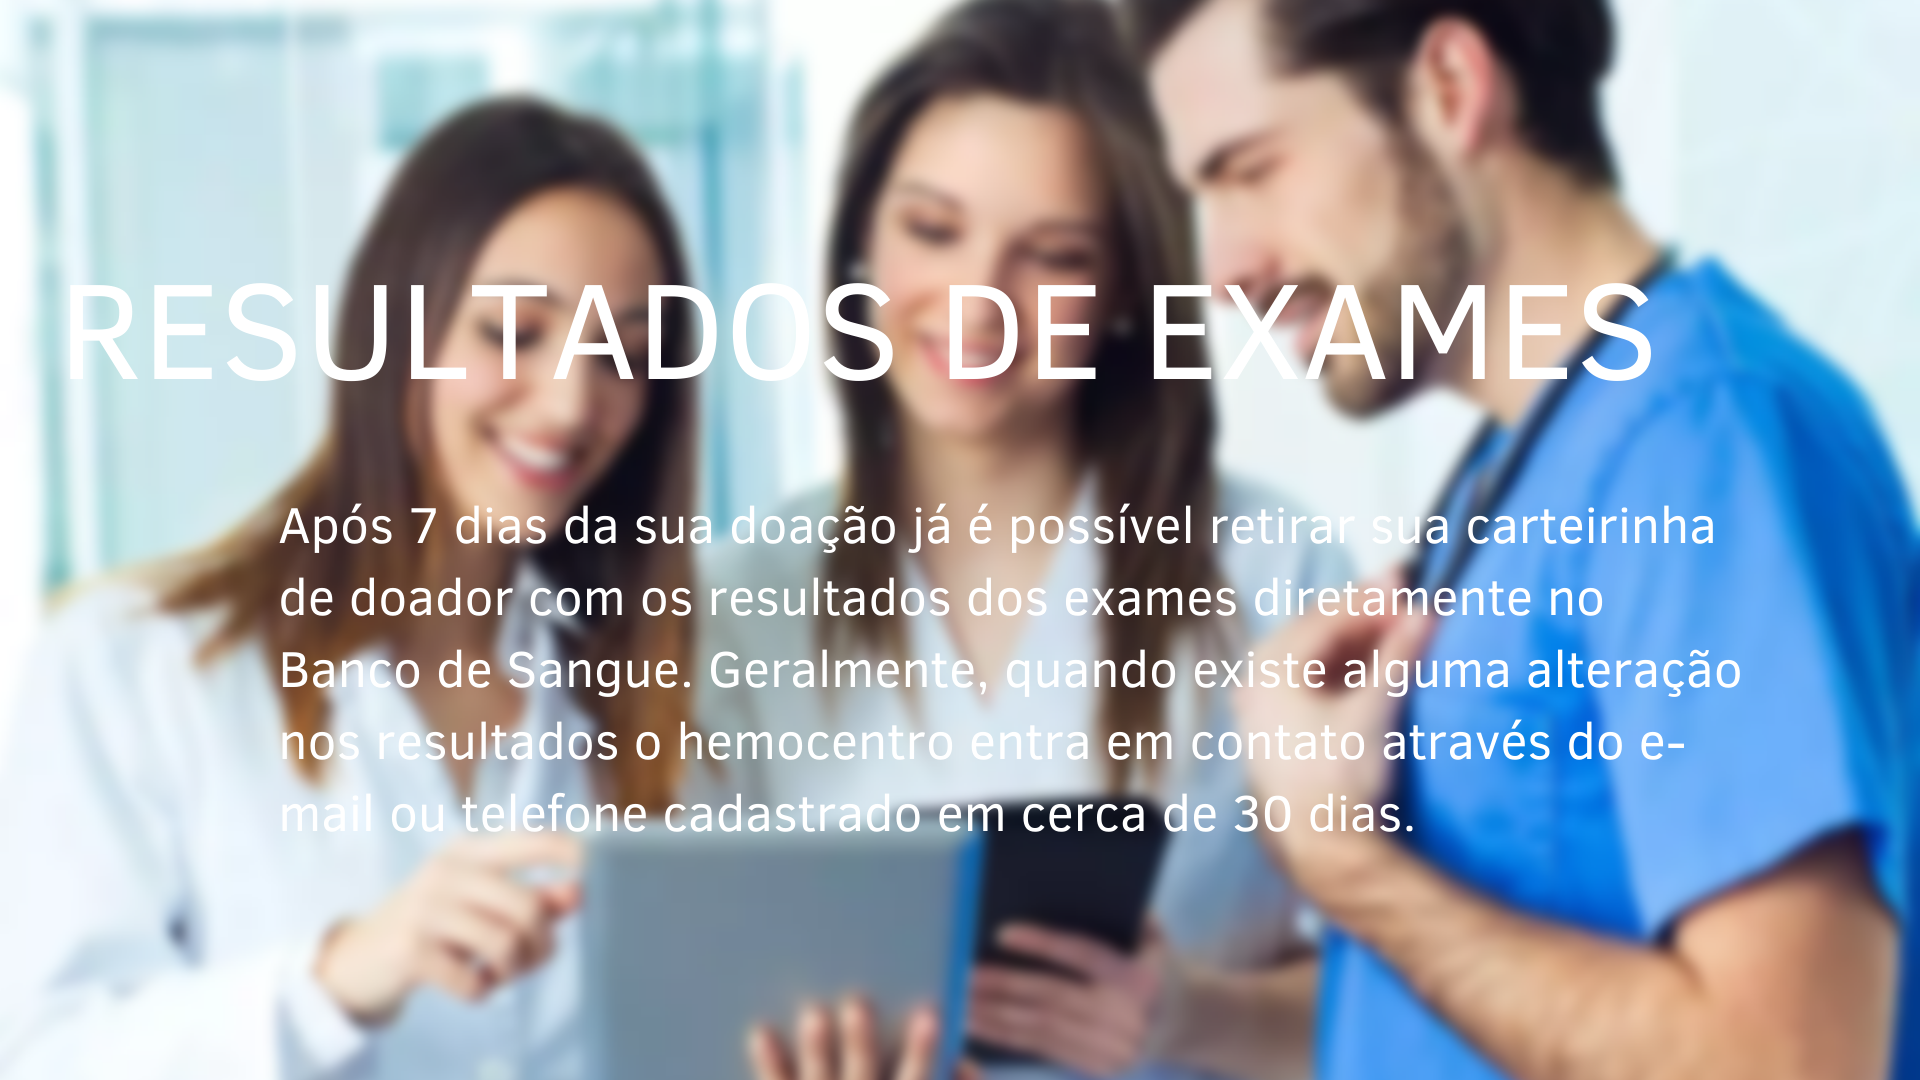 RESULTADOS DE EXAMES
Após 7 dias da sua doação já é possível retirar sua carteirinha
de doador com os resultados dos exames diretamente no
Banco de Sangue. Geralmente, quando existe alguma alteração
nos resultados o hemocentro entra em contato através do e-
mail ou telefone cadastrado em cerca de 30 dias.